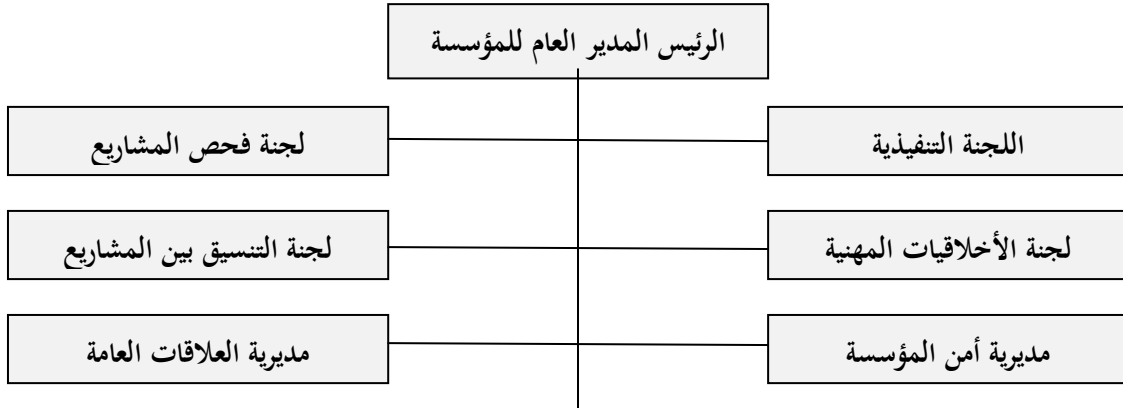 الرئيس المدير العام للمؤسسة
اللجنة التنفيذية
لجنة فحص المشاريع
لجنة الأخلاقيات المهنية
لجنة التنسيق بين المشاريع
مديرية أمن المؤسسة
مديرية العلاقات العامة